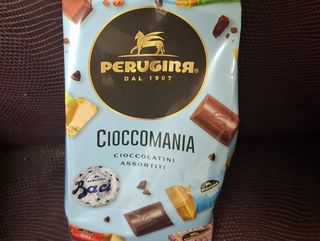 PERUGINA®
DAL 1907
CIOCCOMANIA
CIOCCOLATINI
ASSORTITI
Baci